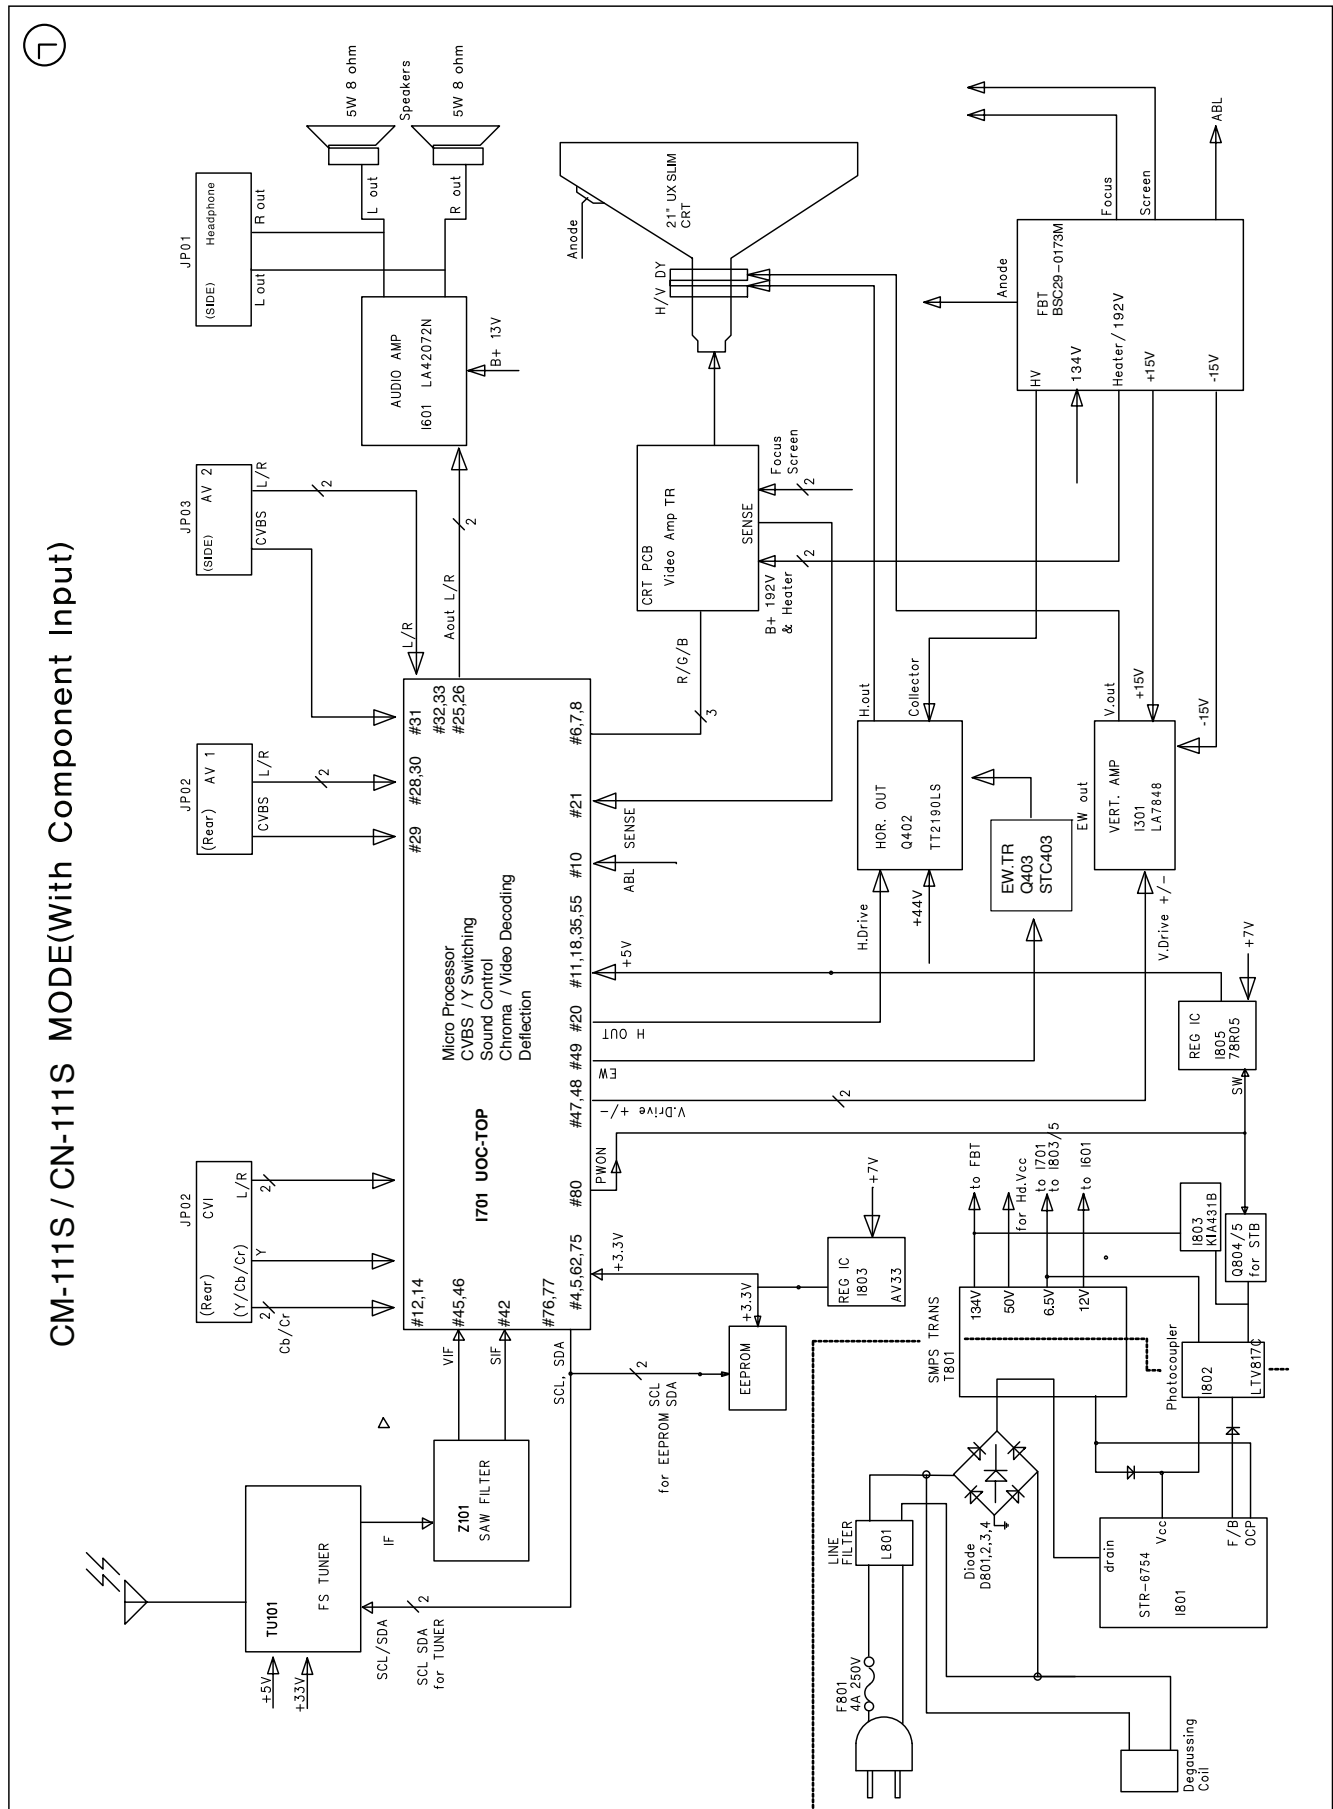 CM-111S / CN-111S MODE(With Component Input)
L
TU101
FS TUNER
+5V
+33V
SCL/SDA
2
SCL SDA
for TUNER
IF
Z101
SAW FILTER
VIF
SIF
SCL, SDA
2
SCL
for EEPROM SDA
EEPROM
+3.3V
JP02
(Rear)
CVI
(Y/Cb/Cr)
L/R
2
Y
2
Cb/Cr
JP02
(Rear) AV 1
CVBS
L/R
2
JP03
(SIDE)
AV 2
CVBS
L/R
2
L/R
JP01
(SIDE)
Headphone
L out
R out
L out
R out
5W 8 ohm
Speakers
5W 8 ohm
AUDIO AMP
I601 LA42072N
B+ 13V
Aout L/R
2
#12,14
#45,46
#42
#76,77
#4,5,62,75
#80
#47,48
#49
#20
#11,18,35,55
#10
#21
#6,7,8
#29
#28,30
#31
#32,33
#25,26
I701 UOC-TOP
Micro Processor
CVBS / Y Switching
Sound Control
Chroma / Video Decoding
Deflection
+3.3V
PWON
V.Drive +/-
2
EW
H OUT
+5V
ABL
SENSE
R/G/B
3
CRT PCB
Video Amp TR
SENSE
B+ 192V
& Heater
2
Focus
Screen
2
Anode
21" UX SLIM
CRT
H/V DY
REG IC
I803
AV33
+7V
H.Drive
+44V
HOR. OUT
Q402
TT2190LS
H.out
Collector
EW.TR
Q403
STC403
EW out
VERT. AMP
I301
LA7848
V.Drive +/-
V.out
+15V
-15V
REG IC
I805
78R05
SW
+7V
Anode
FBT
BSC29-0173M
HV
134V
Heater/192V
+15V
-15V
Focus
Screen
ABL
SMPS TRANS
T801
134V
50V
6.5V
12V
to FBT
for Hd.Vcc
to I701
to I803/5
to I601
I803
KIA431B
Q804/5
for STB
Photocoupler
I802
LTV817C
LINE
FILTER
L801
F801
4A 250V
Diode
D801,2,3,4
drain
Vcc
F/B
OCP
STR-6754
I801
Degaussing
Coil